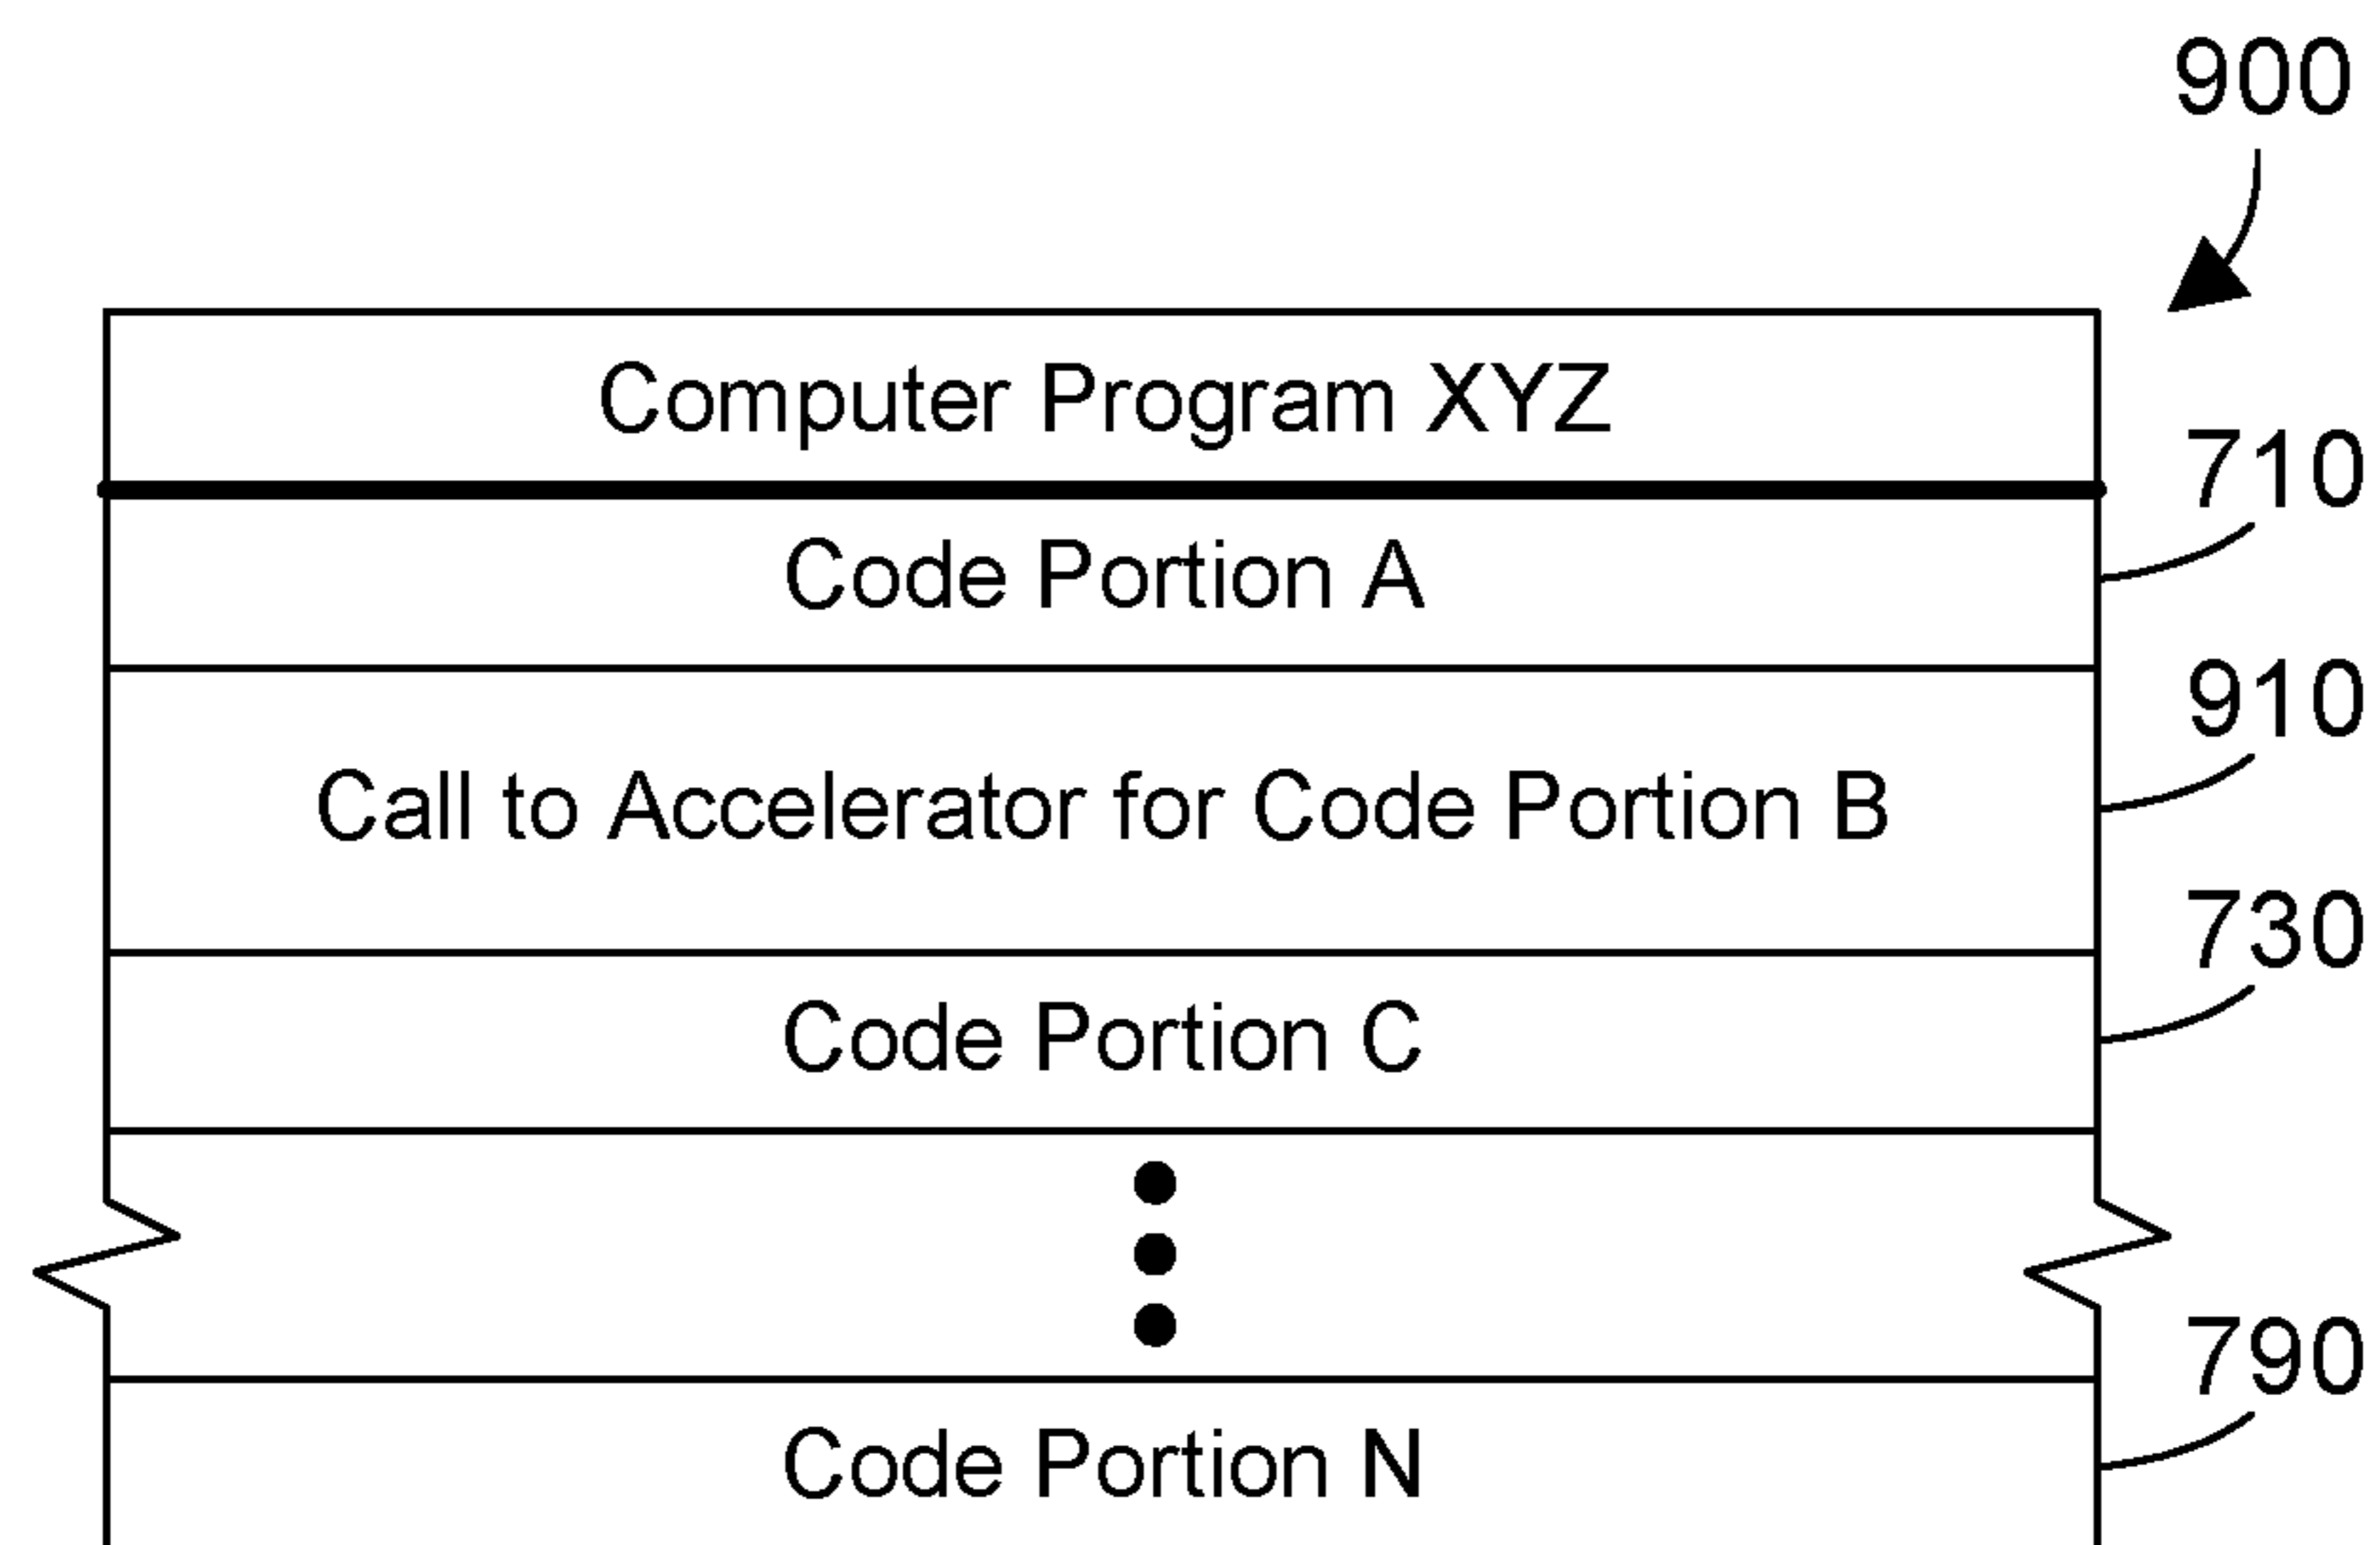 900
Computer Program XYZ
710
Code Portion A
910
Call to Accelerator for Code Portion B
730
Code Portion C
790
Code Portion N